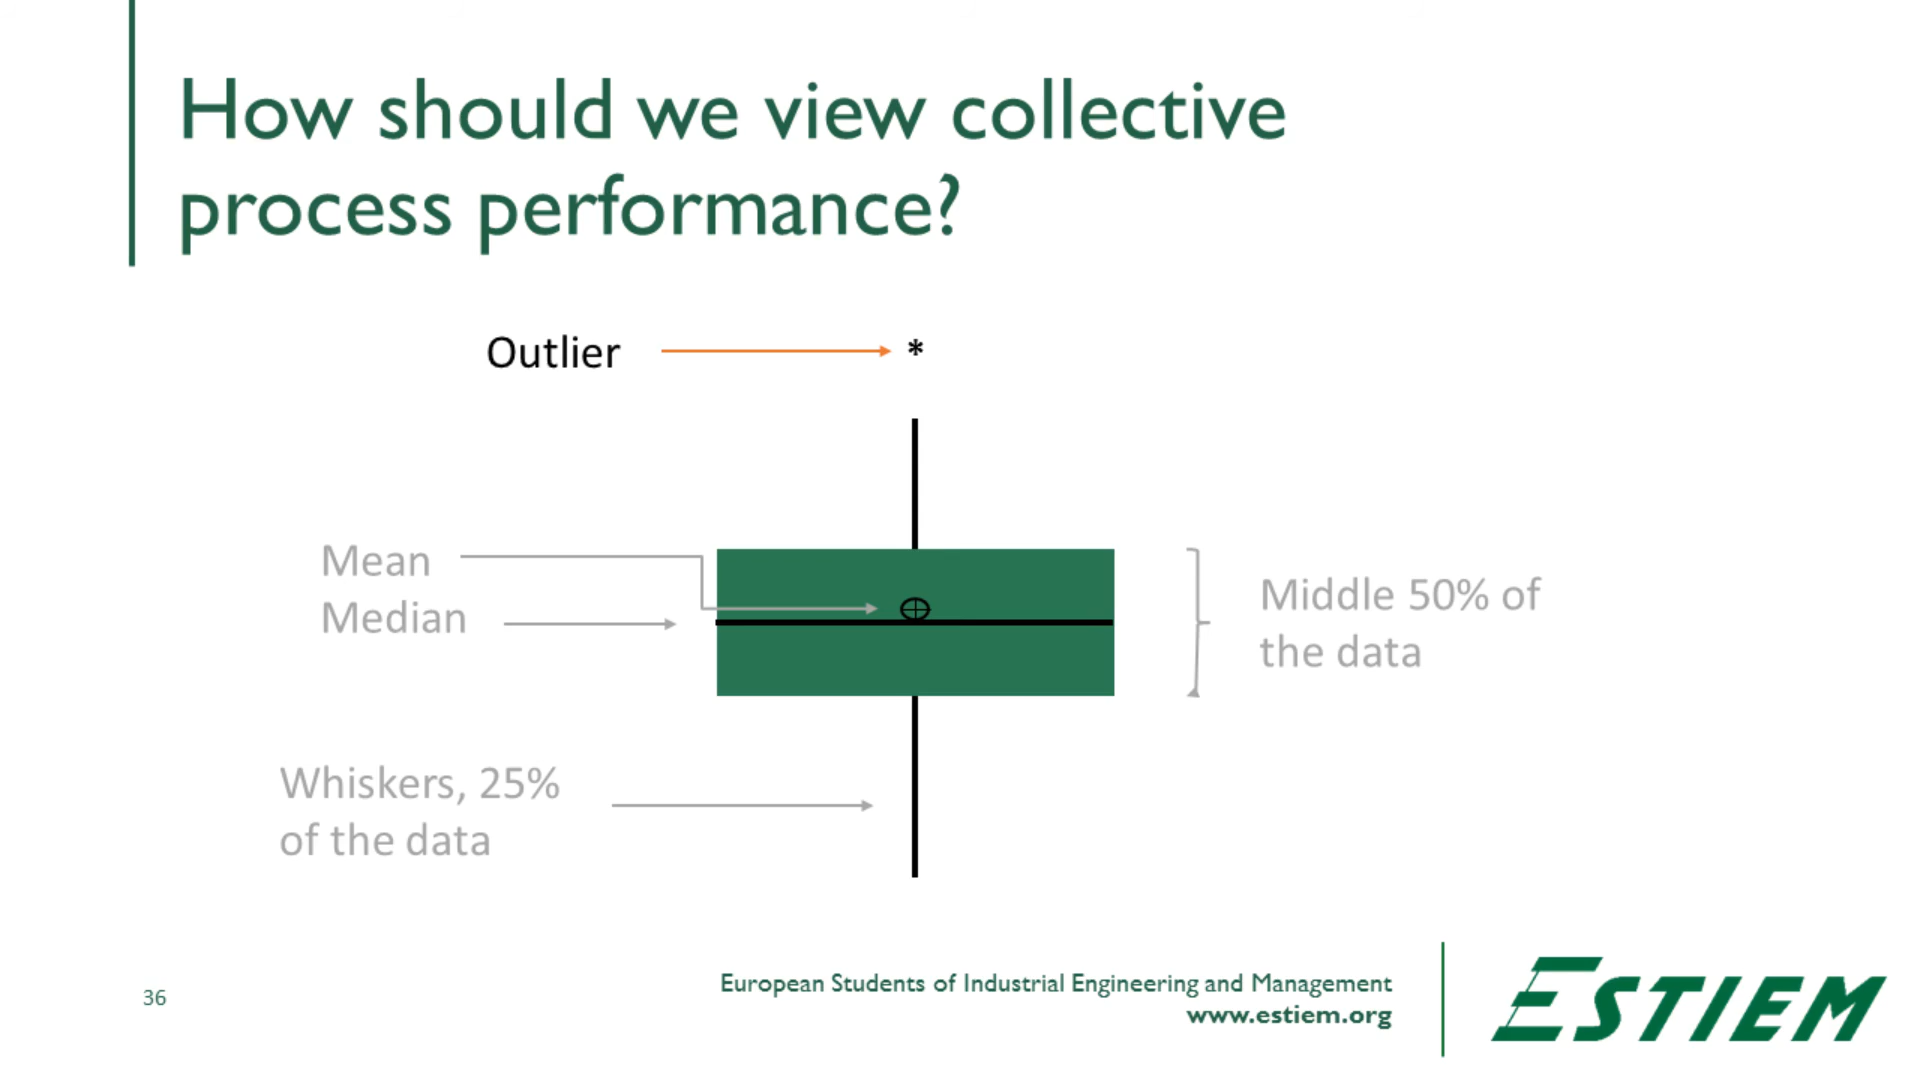 How should we view collective
process performance?
Outlier
*
Mean
Median
Middle 50% of
the data
Whiskers, 25%
of the data
36
European Students of Industrial Engineering and Management
www.estiem.org
ESTIEM